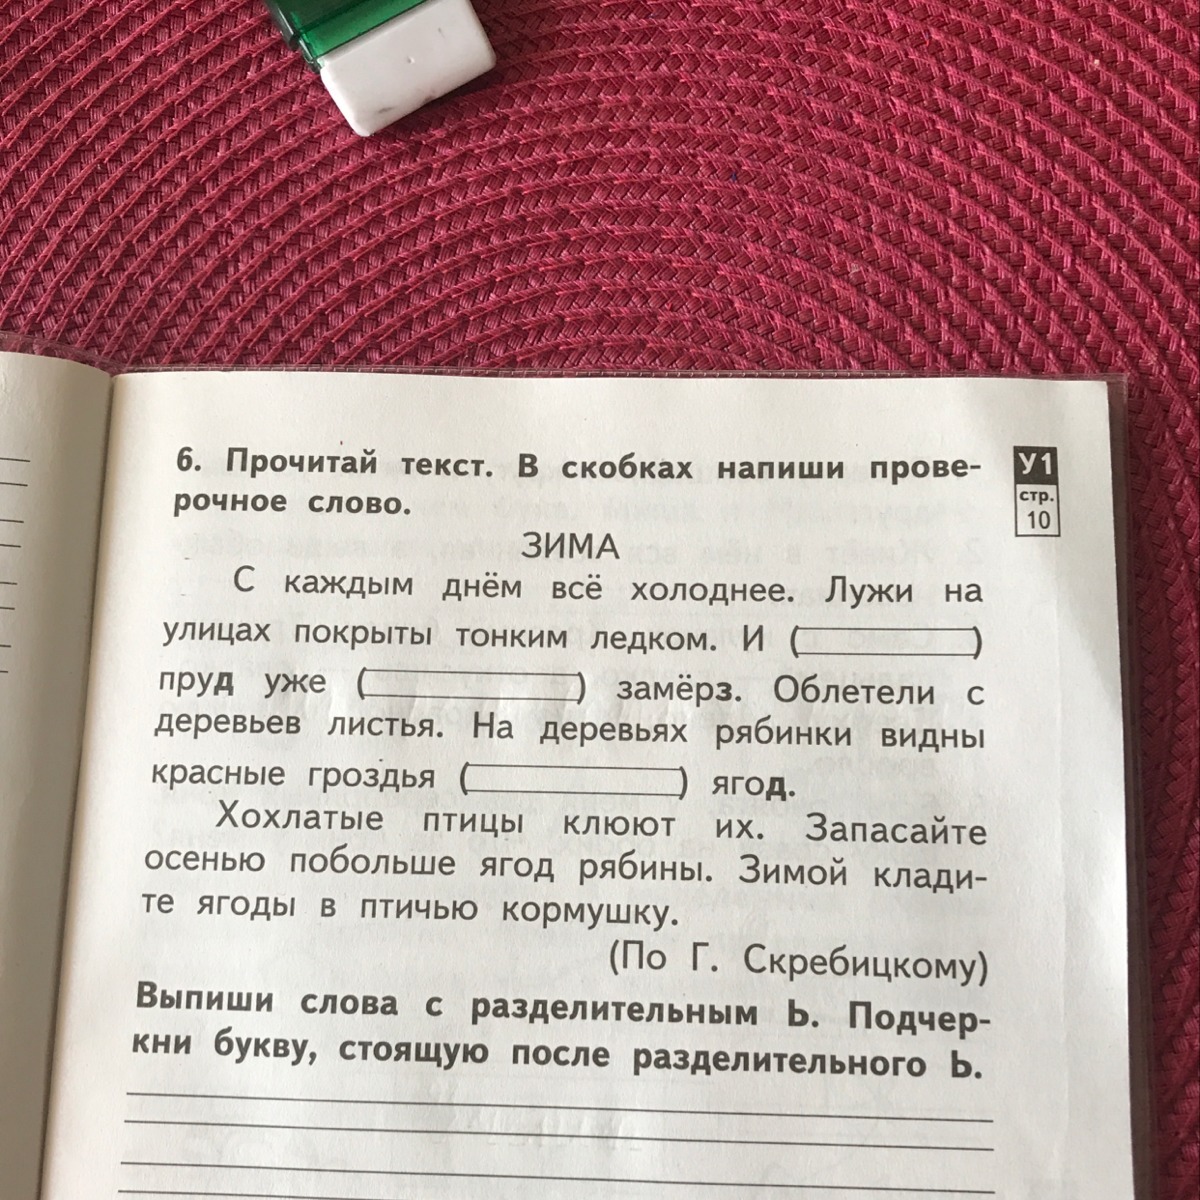 6. Прочитай текст. В скобках напиши прове-
рочное слово.
У1
стр.
10
ЗИМА
С каждым днём всё холоднее. Лужи на
улицах покрыты тонким ледком. И (            )
пруд уже (            ) замёрз. Облетели с
деревьев листья. На деревьях рябинки видны
красные гроздья (            ) ягод.
Хохлатые птицы клюют их. Запасайте
осенью побольше ягод рябины. Зимой клади-
те ягоды в птичью кормушку.
(По Г. Скребицкому)
Выпиши слова с разделительным Ь. Подчер-
кни букву, стоящую после разделительного Ь.